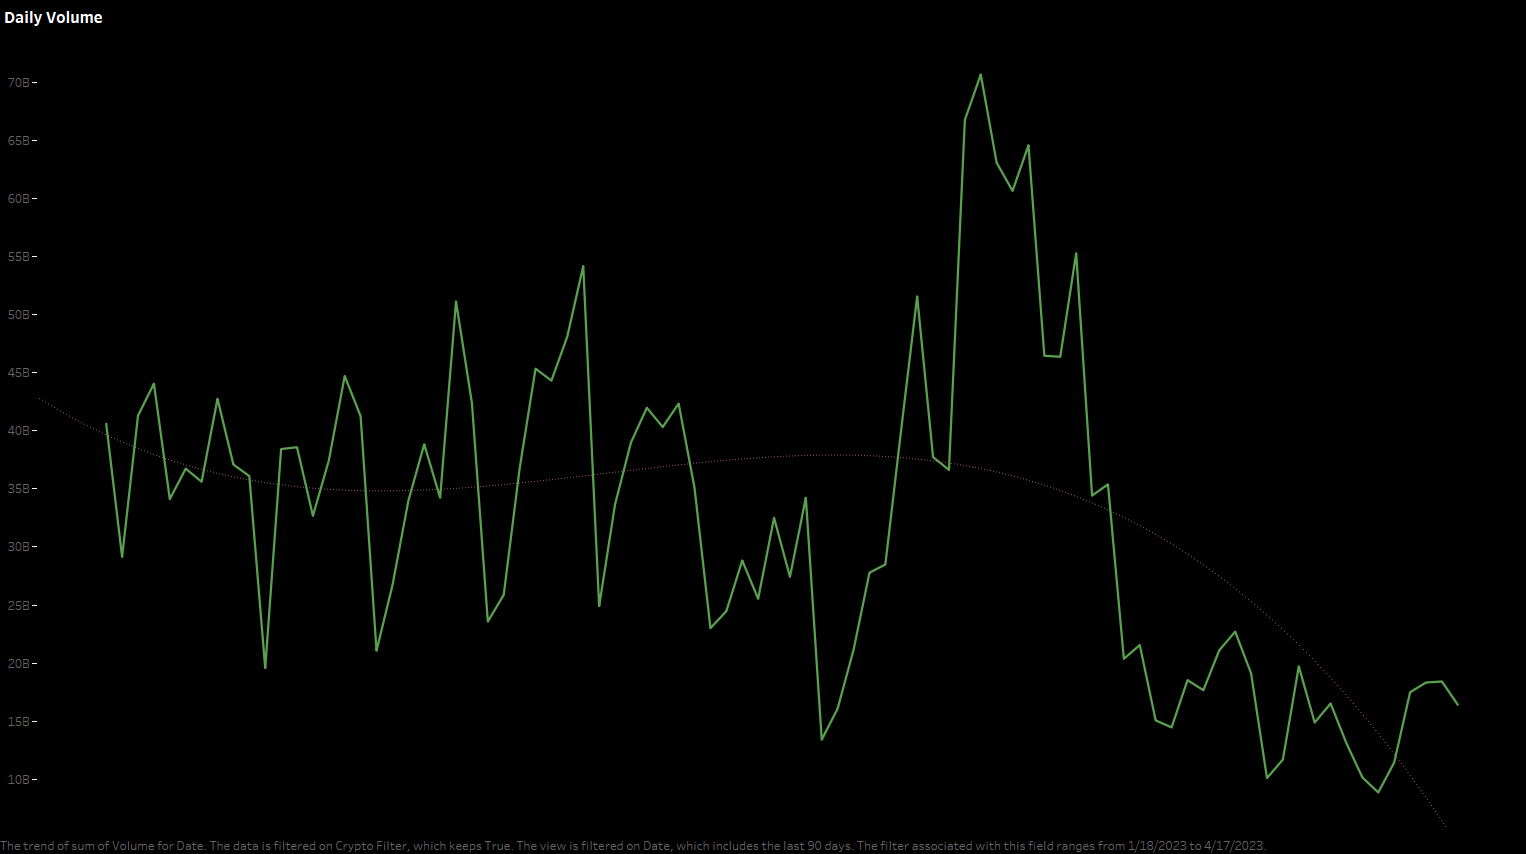 Daily Volume
70B
65B
60B
55B
50B
45B
40B
35B
30B
25B
20B
15B
10B
The trend of sum of Volume for Date. The data is filtered on Crypto Filter, which keeps True. The view is filtered on Date, which includes the last 90 days. The filter associated with this field ranges from 1/18/2023 to 4/17/2023.